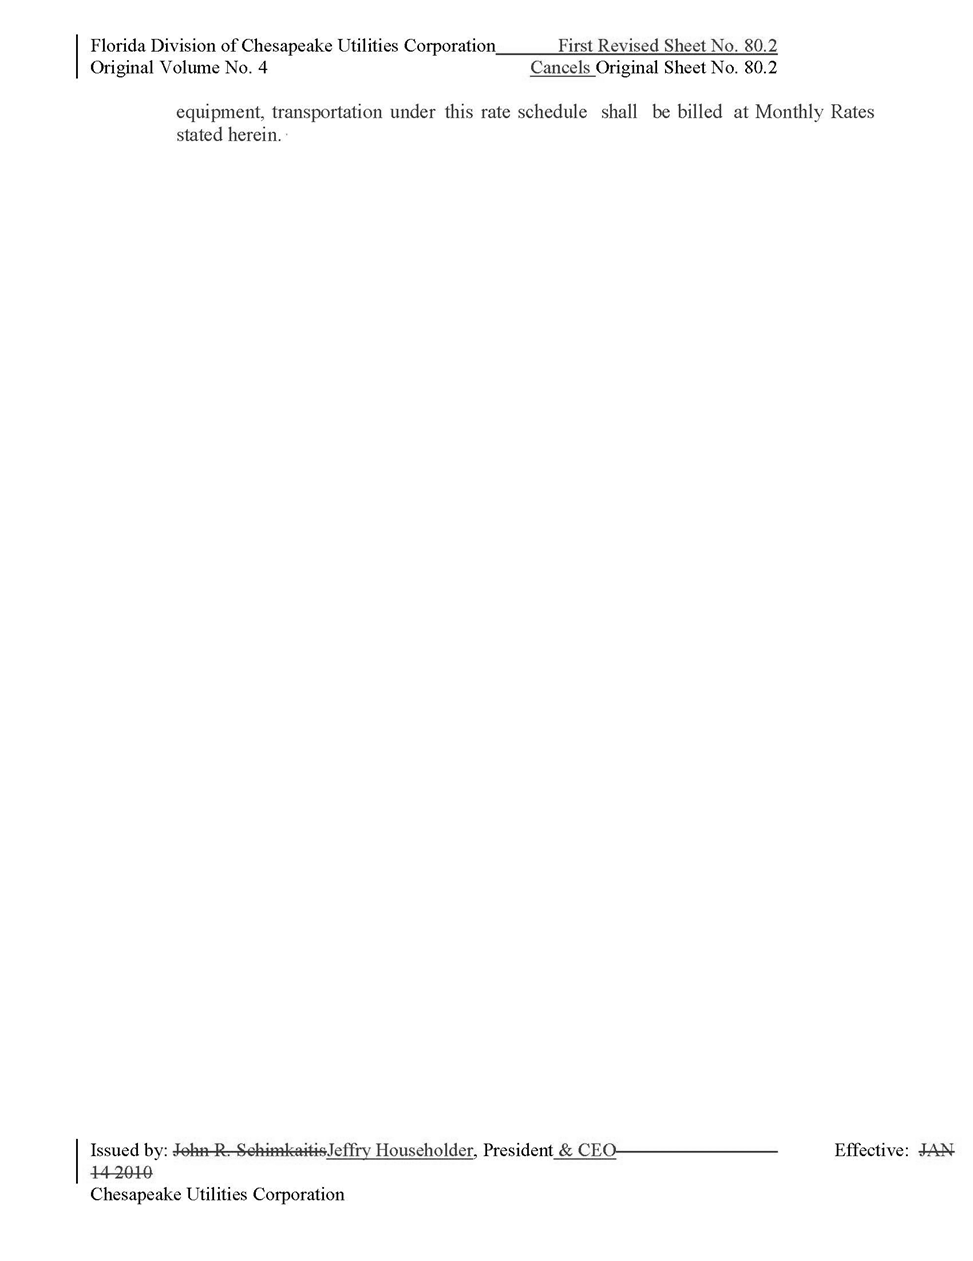 Florida Division of Chesapeake Utilities Corporation First Revised Sheet No. 80.2
Original Volume No. 4 Cancels Original Sheet No. 80.2
equipment, transportation under this rate schedule shall be billed at Monthly Rates
stated herein.
Issued by: John R. SchimkaitisJeffry Householder, President & CEO Effective: JAN
14 2010
Chesapeake Utilities Corporation